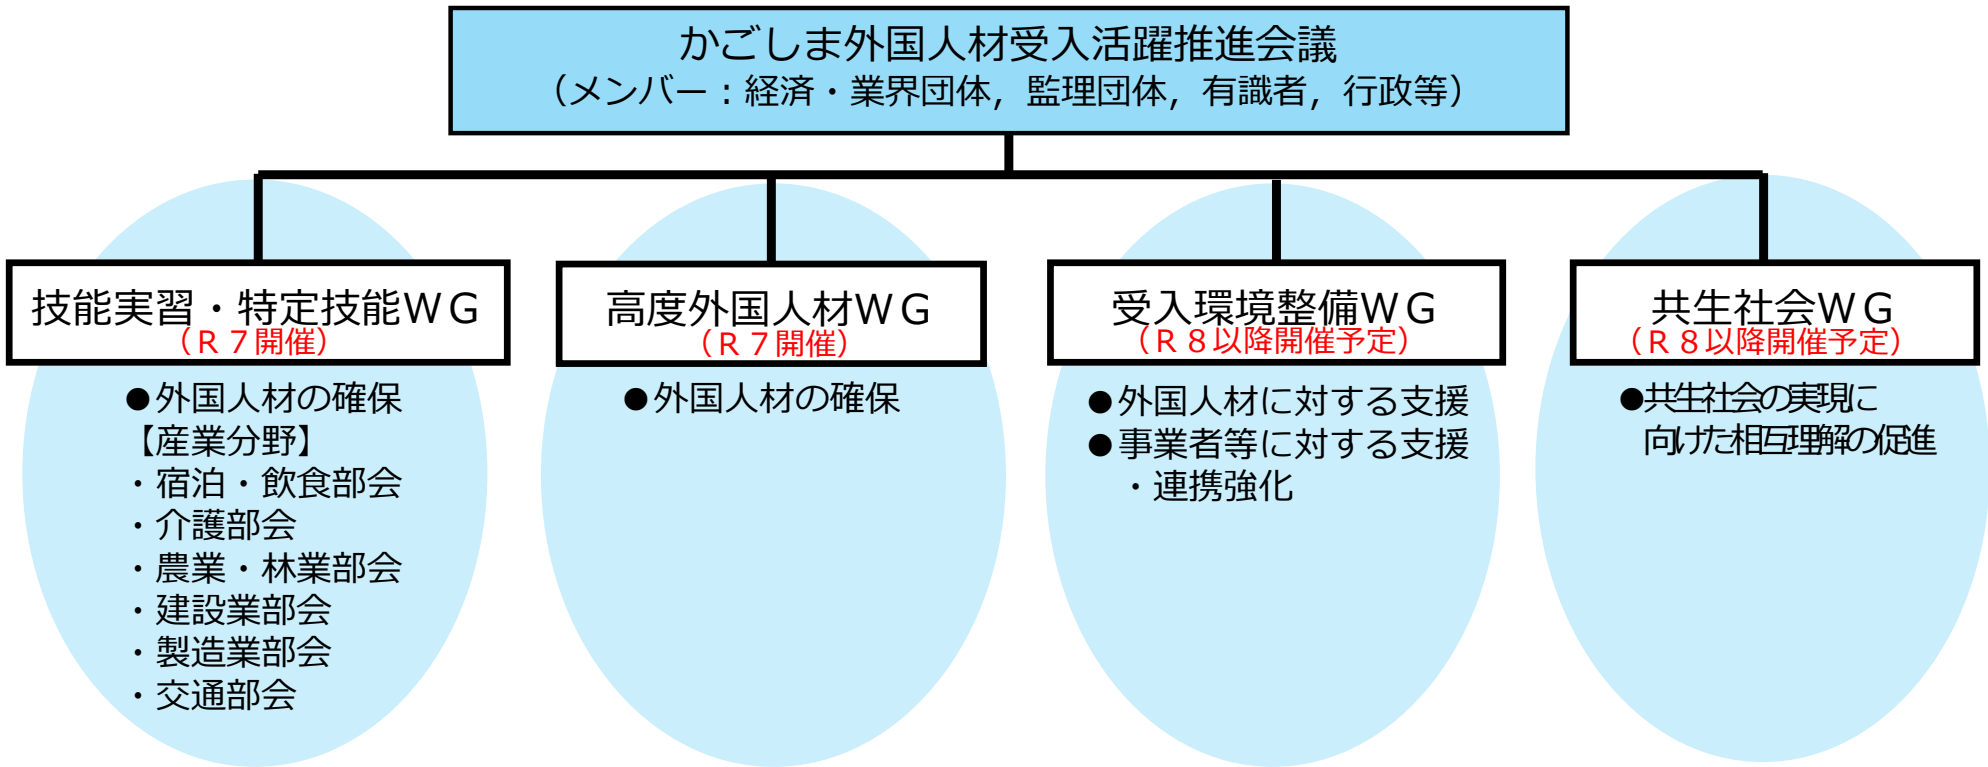 かごしま外国人材受入活躍推進会議
（メンバー：経済・業界団体，監理団体，有識者，行政等）
技能実習・特定技能ＷＧ
（Ｒ７開催）
●外国人材の確保
【産業分野】
・宿泊・飲食部会
・介護部会
・農業・林業部会
・建設業部会
・製造業部会
・交通部会
高度外国人材ＷＧ
（Ｒ７開催）
●外国人材の確保
受入環境整備ＷＧ
（Ｒ８以降開催予定）
●外国人材に対する支援
●事業者等に対する支援
・連携強化
共生社会ＷＧ
（Ｒ８以降開催予定）
●共生社会の実現に
向けた相互理解の促進